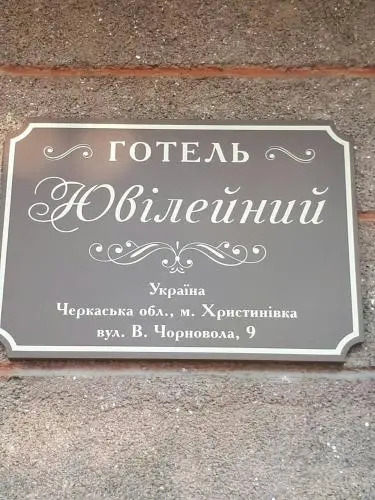 ГОТЕЛЬ
Ювілейний
Україна
Черкаська обл., м. Христинівка
вул. В. Чорновола, 9